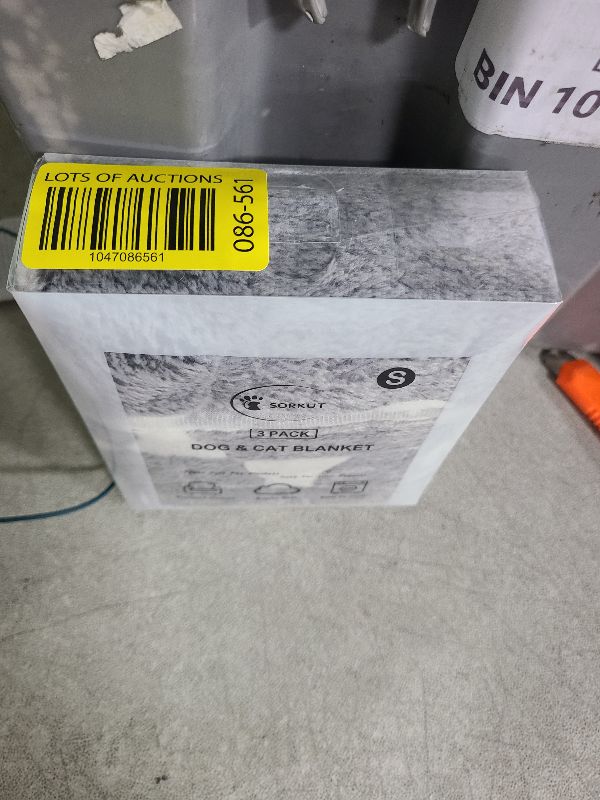 BIN 10
LOTS OF AUCTIONS
1047086561
086-561
S
SORKUT
3 PACK
DOG & CAT BLANKET